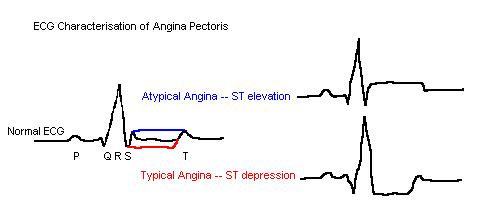 ECG Characterisation of Angina Pectoris
Atypical Angina -- ST elevation
Normal ECG
P Q R S T
Typical Angina -- ST depression